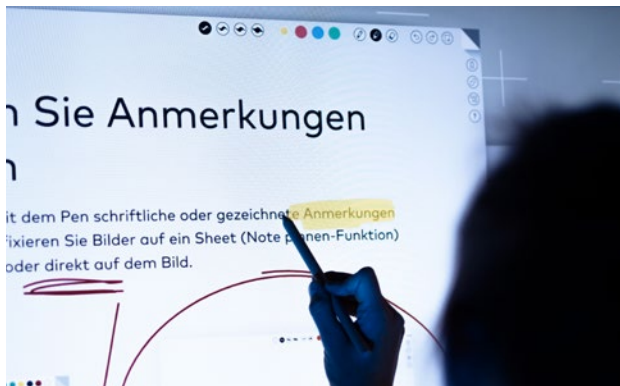 n Sie Anmerkungen
n
it dem Pen schriftliche oder gezeichnete Anmerkungen
fixieren Sie Bilder auf ein Sheet (Note pinnen-Funktion)
oder direkt auf dem Bild.